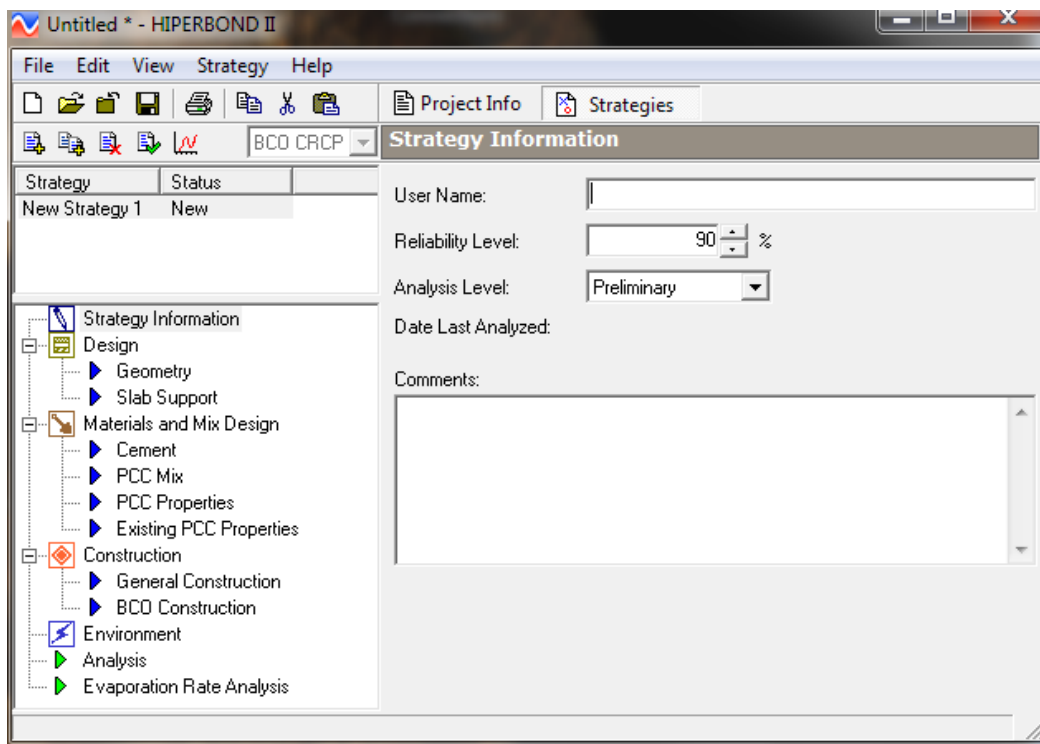 Untitled * - HIPERBOND II
File Edit View Strategy Help
Project Info Strategies
BCO CRCP
Strategy Information
Strategy Status
New Strategy 1 New
User Name:
Reliability Level: 90 %
Analysis Level: Preliminary
Date Last Analyzed:
Comments:
Strategy Information
Design
Geometry
Slab Support
Materials and Mix Design
Cement
PCC Mix
PCC Properties
Existing PCC Properties
Construction
General Construction
BCO Construction
Environment
Analysis
Evaporation Rate Analysis